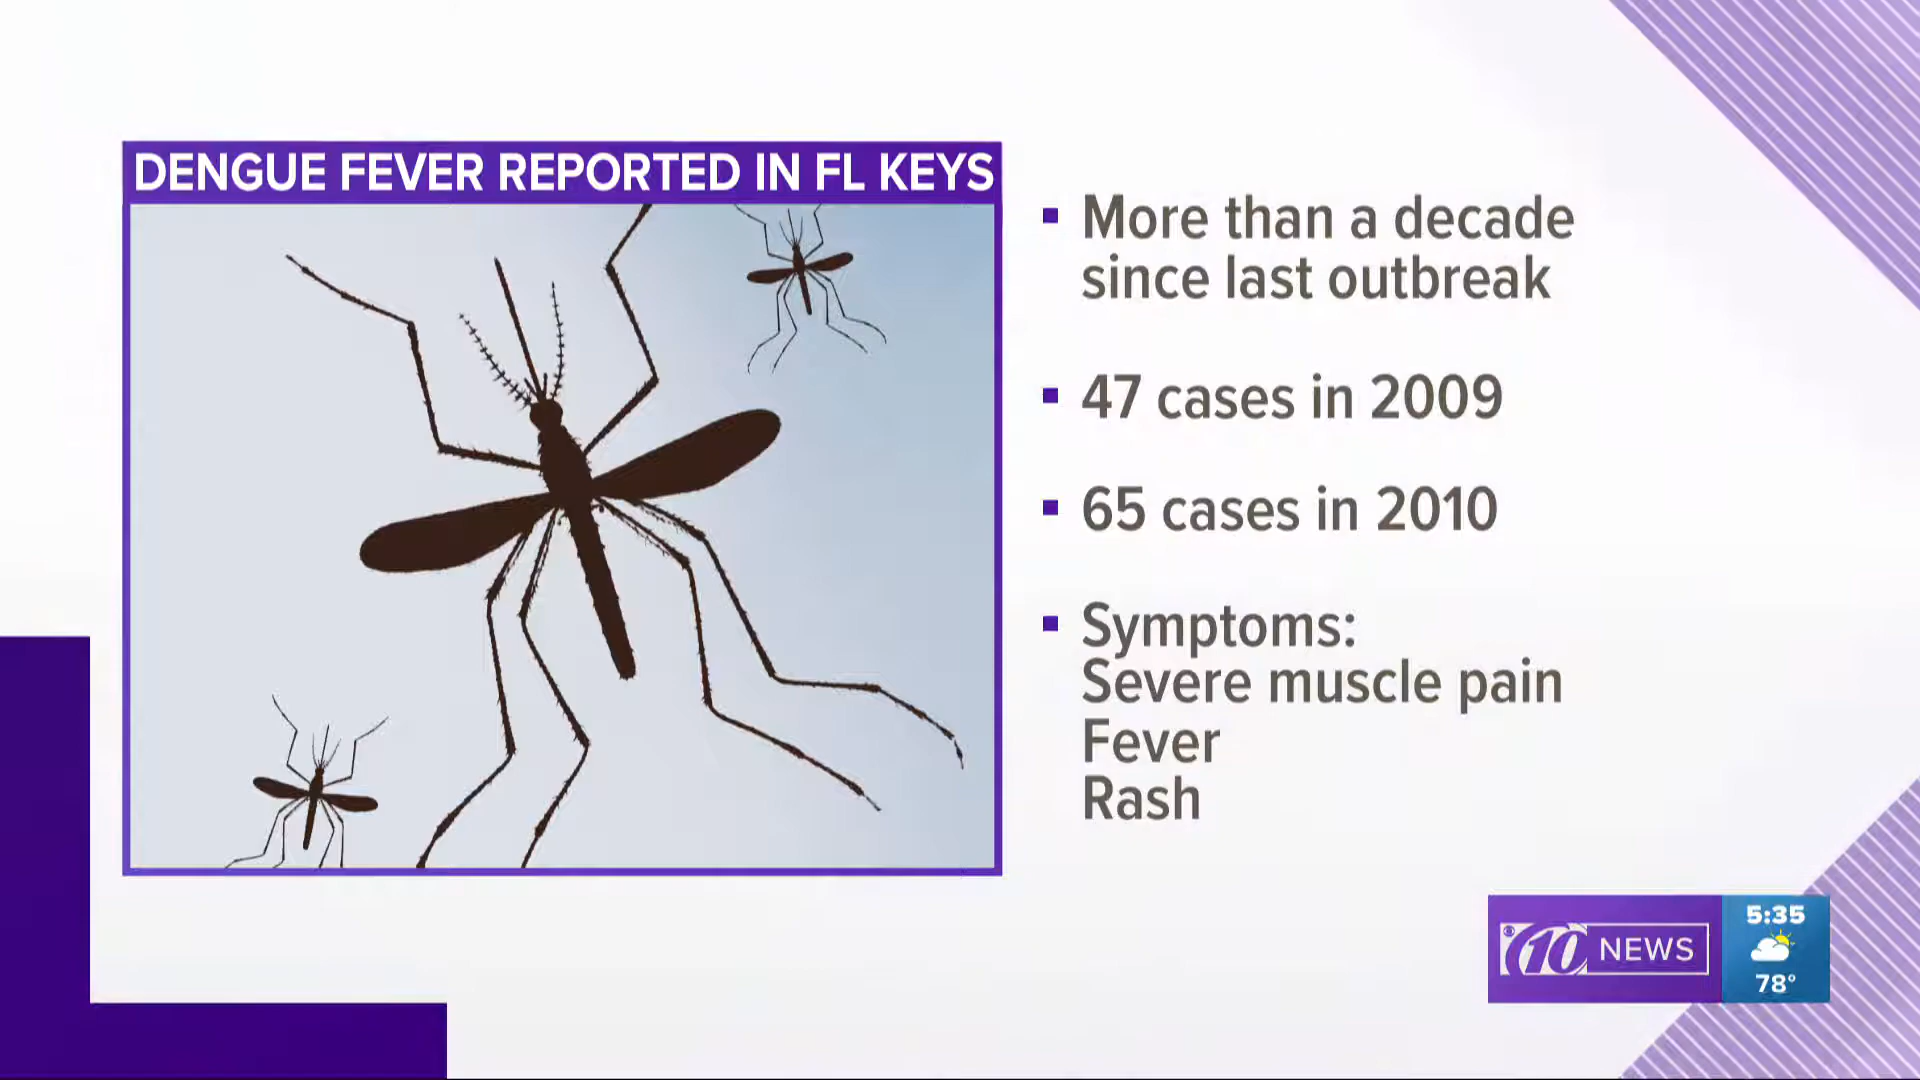 DENGUE FEVER REPORTED IN FL KEYS
▪ More than a decade
since last outbreak
▪ 47 cases in 2009
▪ 65 cases in 2010
▪ Symptoms:
Severe muscle pain
Fever
Rash
10 NEWS
5:35
78°